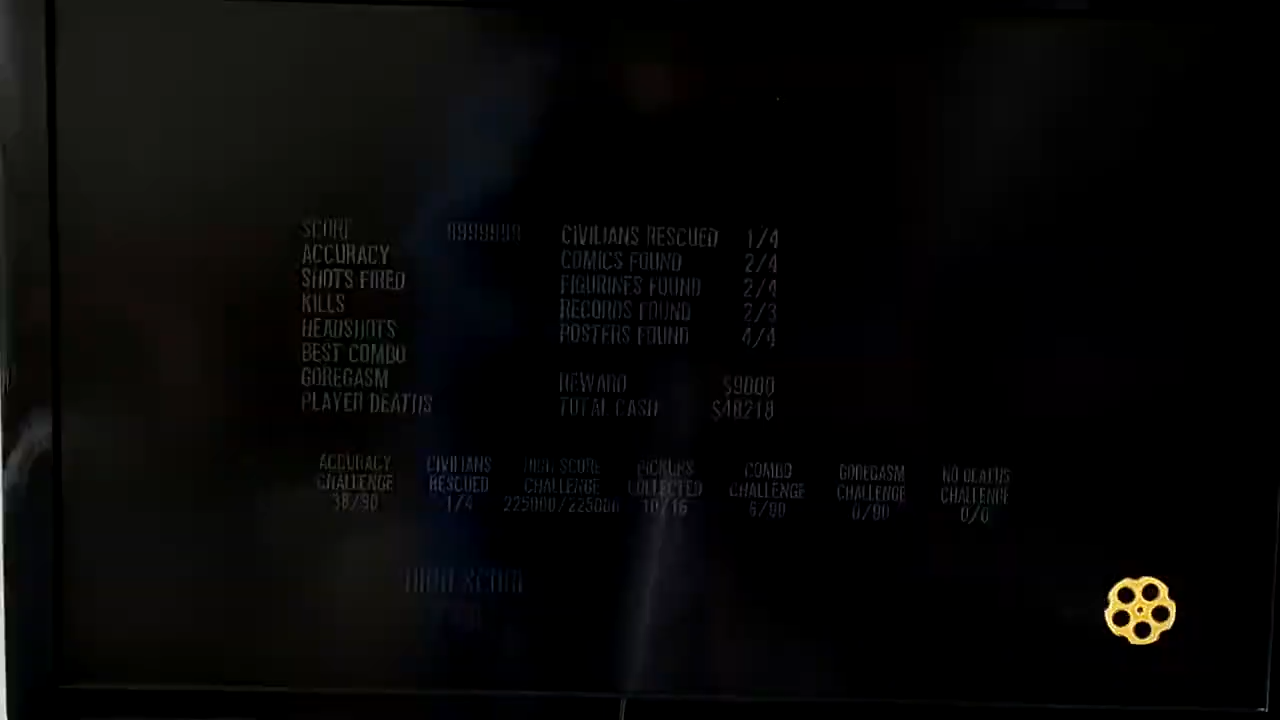 SCORE 9999999
ACCURACY
SHOTS FIRED
KILLS
HEADSHOTS
BEST COMBO
GOREGASM
PLAYER DEATHS
CIVILIANS RESCUED 1/4
COMICS FOUND 2/4
FIGURINES FOUND 2/4
RECORDS FOUND 2/3
POSTERS FOUND 4/4
REWARD $9000
TOTAL CASH $48218
ACCURACY
CHALLENGE
38/90
CIVILIANS
RESCUED
1/4
HIGH SCORE
CHALLENGE
225000/225000
PICKUPS
COLLECTED
10/16
COMBO
CHALLENGE
6/90
GOREGASM
CHALLENGE
0/90
NO DEATHS
CHALLENGE
0/0
HIGH SCORE